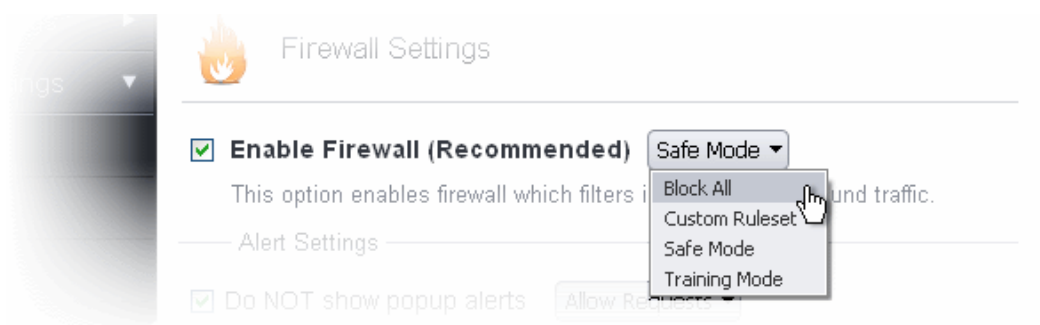 Firewall Settings
ngs
Enable Firewall (Recommended) Safe Mode
This option enables firewall which filters i und traffic.
Block All
Custom Ruleset
Safe Mode
Training Mode
Alert Settings
Do NOT show popup alerts Allow Requests